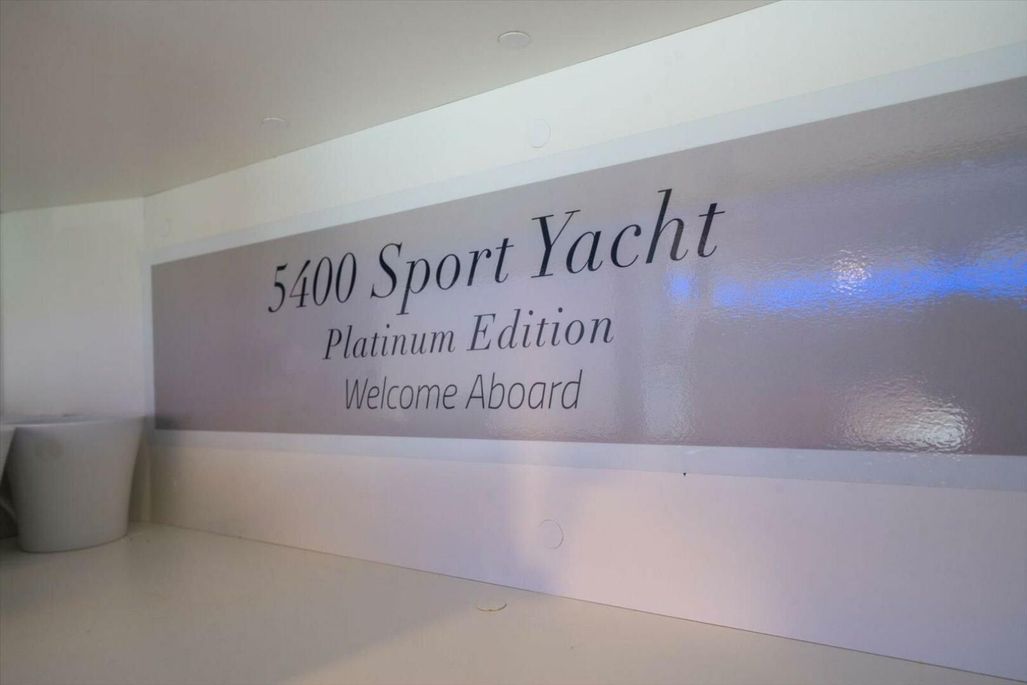 5400 Sport Yacht
Platinum Edition
Welcome Aboard